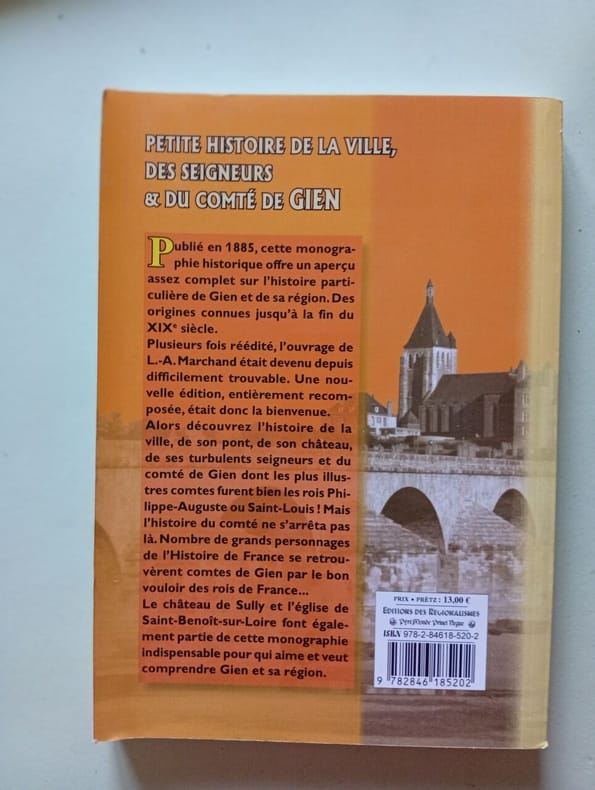 PETITE HISTOIRE DE LA VILLE,
DES SEIGNEURS
& DU COMTÉ DE GIEN
Publié en 1885, cette monogra-
phie historique offre un aperçu
assez complet sur l'histoire parti-
culière de Gien et de sa région. Des
origines connues jusqu'à la fin du
XIXe siècle.
Plusieurs fois réédité, l'ouvrage de
L.-A. Marchand était devenu depuis
difficilement trouvable. Une nou-
velle édition, entièrement recom-
posée, était donc la bienvenue.
Alors découvrez l'histoire de la
ville, de son pont, de son château,
de ses turbulents seigneurs et du
comté de Gien dont les plus illus-
tres comtes furent bien les rois Phi-
lippe-Auguste ou Saint-Louis ! Mais
l'histoire du comté ne s'arrêta pas
là. Nombre de grands personnages
de l'Histoire de France se retrou-
vèrent comtes de Gien par le bon
vouloir des rois de France...
Le château de Sully et l'église de
Saint-Benoît-sur-Loire font égale-
ment partie de cette monographie
indispensable pour qui aime et veut
comprendre Gien et sa région.
PRIX • PRÈTZ : 13,00 €
EDITIONS DES RÉGIONALISMES
ISBN 978-2-84618-520-2
9 782846 185202